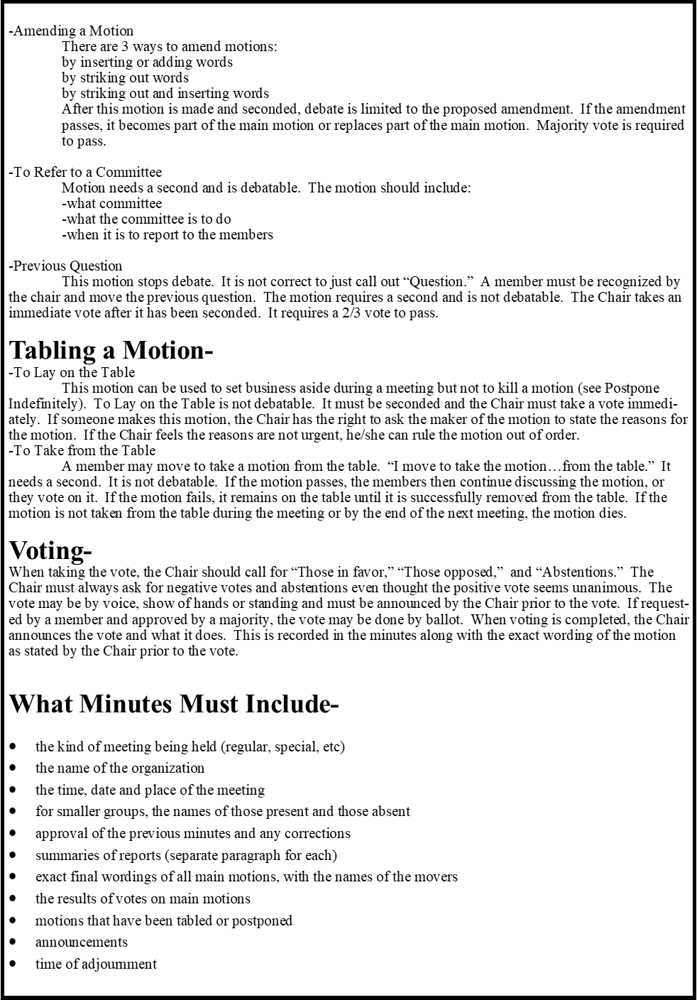 -Amending a Motion
There are 3 ways to amend motions:
by inserting or adding words
by striking out words
by striking out and inserting words
After this motion is made and seconded, debate is limited to the proposed amendment.  If the amendment
passes, it becomes part of the main motion or replaces part of the main motion.  Majority vote is required
to pass.
-To Refer to a Committee
Motion needs a second and is debatable.  The motion should include:
-what committee
-what the committee is to do
-when it is to report to the members
-Previous Question
This motion stops debate.  It is not correct to just call out “Question.”  A member must be recognized by
the chair and move the previous question.  The motion requires a second and is not debatable.  The Chair takes an
immediate vote after it has been seconded.  It requires a 2/3 vote to pass.
Tabling a Motion-
-To Lay on the Table
This motion can be used to set business aside during a meeting but not to kill a motion (see Postpone
Indefinitely).  To Lay on the Table is not debatable.  It must be seconded and the Chair must take a vote immedi-
ately.  If someone makes this motion, the Chair has the right to ask the maker of the motion to state the reasons for
the motion.  If the Chair feels the reasons are not urgent, he/she can rule the motion out of order.
-To Take from the Table
A member may move to take a motion from the table.  “I move to take the motion…from the table.”  It
needs a second.  It is not debatable.  If the motion passes, the members then continue discussing the motion, or
they vote on it.  If the motion fails, it remains on the table until it is successfully removed from the table.  If the
motion is not taken from the table during the meeting or by the end of the next meeting, the motion dies.
Voting-
When taking the vote, the Chair should call for “Those in favor,” “Those opposed,”  and “Abstentions.”  The
Chair must always ask for negative votes and abstentions even thought the positive vote seems unanimous.  The
vote may be by voice, show of hands or standing and must be announced by the Chair prior to the vote.  If request-
ed by a member and approved by a majority, the vote may be done by ballot.  When voting is completed, the Chair
announces the vote and what it does.  This is recorded in the minutes along with the exact wording of the motion
as stated by the Chair prior to the vote.
What Minutes Must Include-
• the kind of meeting being held (regular, special, etc)
• the name of the organization
• the time, date and place of the meeting
• for smaller groups, the names of those present and those absent
• approval of the previous minutes and any corrections
• summaries of reports (separate paragraph for each)
• exact final wordings of all main motions, with the names of the movers
• the results of votes on main motions
• motions that have been tabled or postponed
• announcements
• time of adjournment